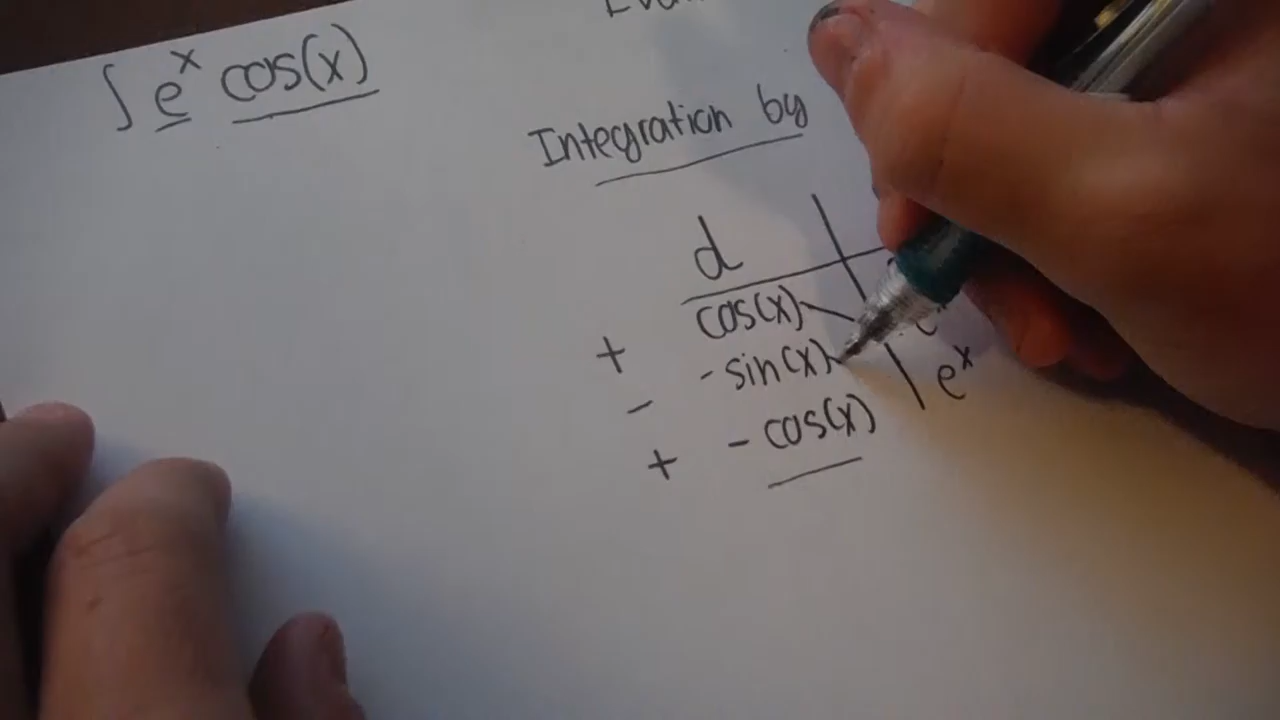 ∫ e^x cos(x)
Integration by
d
+ cos(x)
- -sin(x) e^x
+ -cos(x)